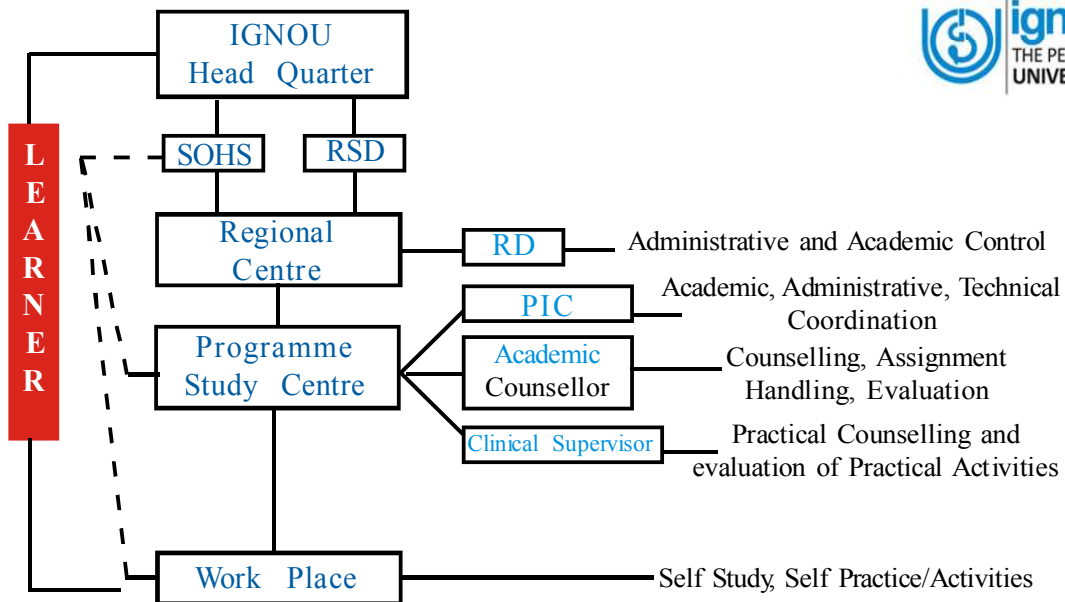 IGNOU
Head Quarter
THE
LEARNER
SOHS
RSD
Regional
Centre
RD
Administrative and Academic Control
PIC
Academic, Administrative, Technical
Coordination
Programme
Study Centre
Academic
Counsellor
Counselling, Assignment
Handling, Evaluation
Clinical Supervisor
Practical Counselling and
evaluation of Practical Activities
Work Place
Self Study, Self Practice/Activities